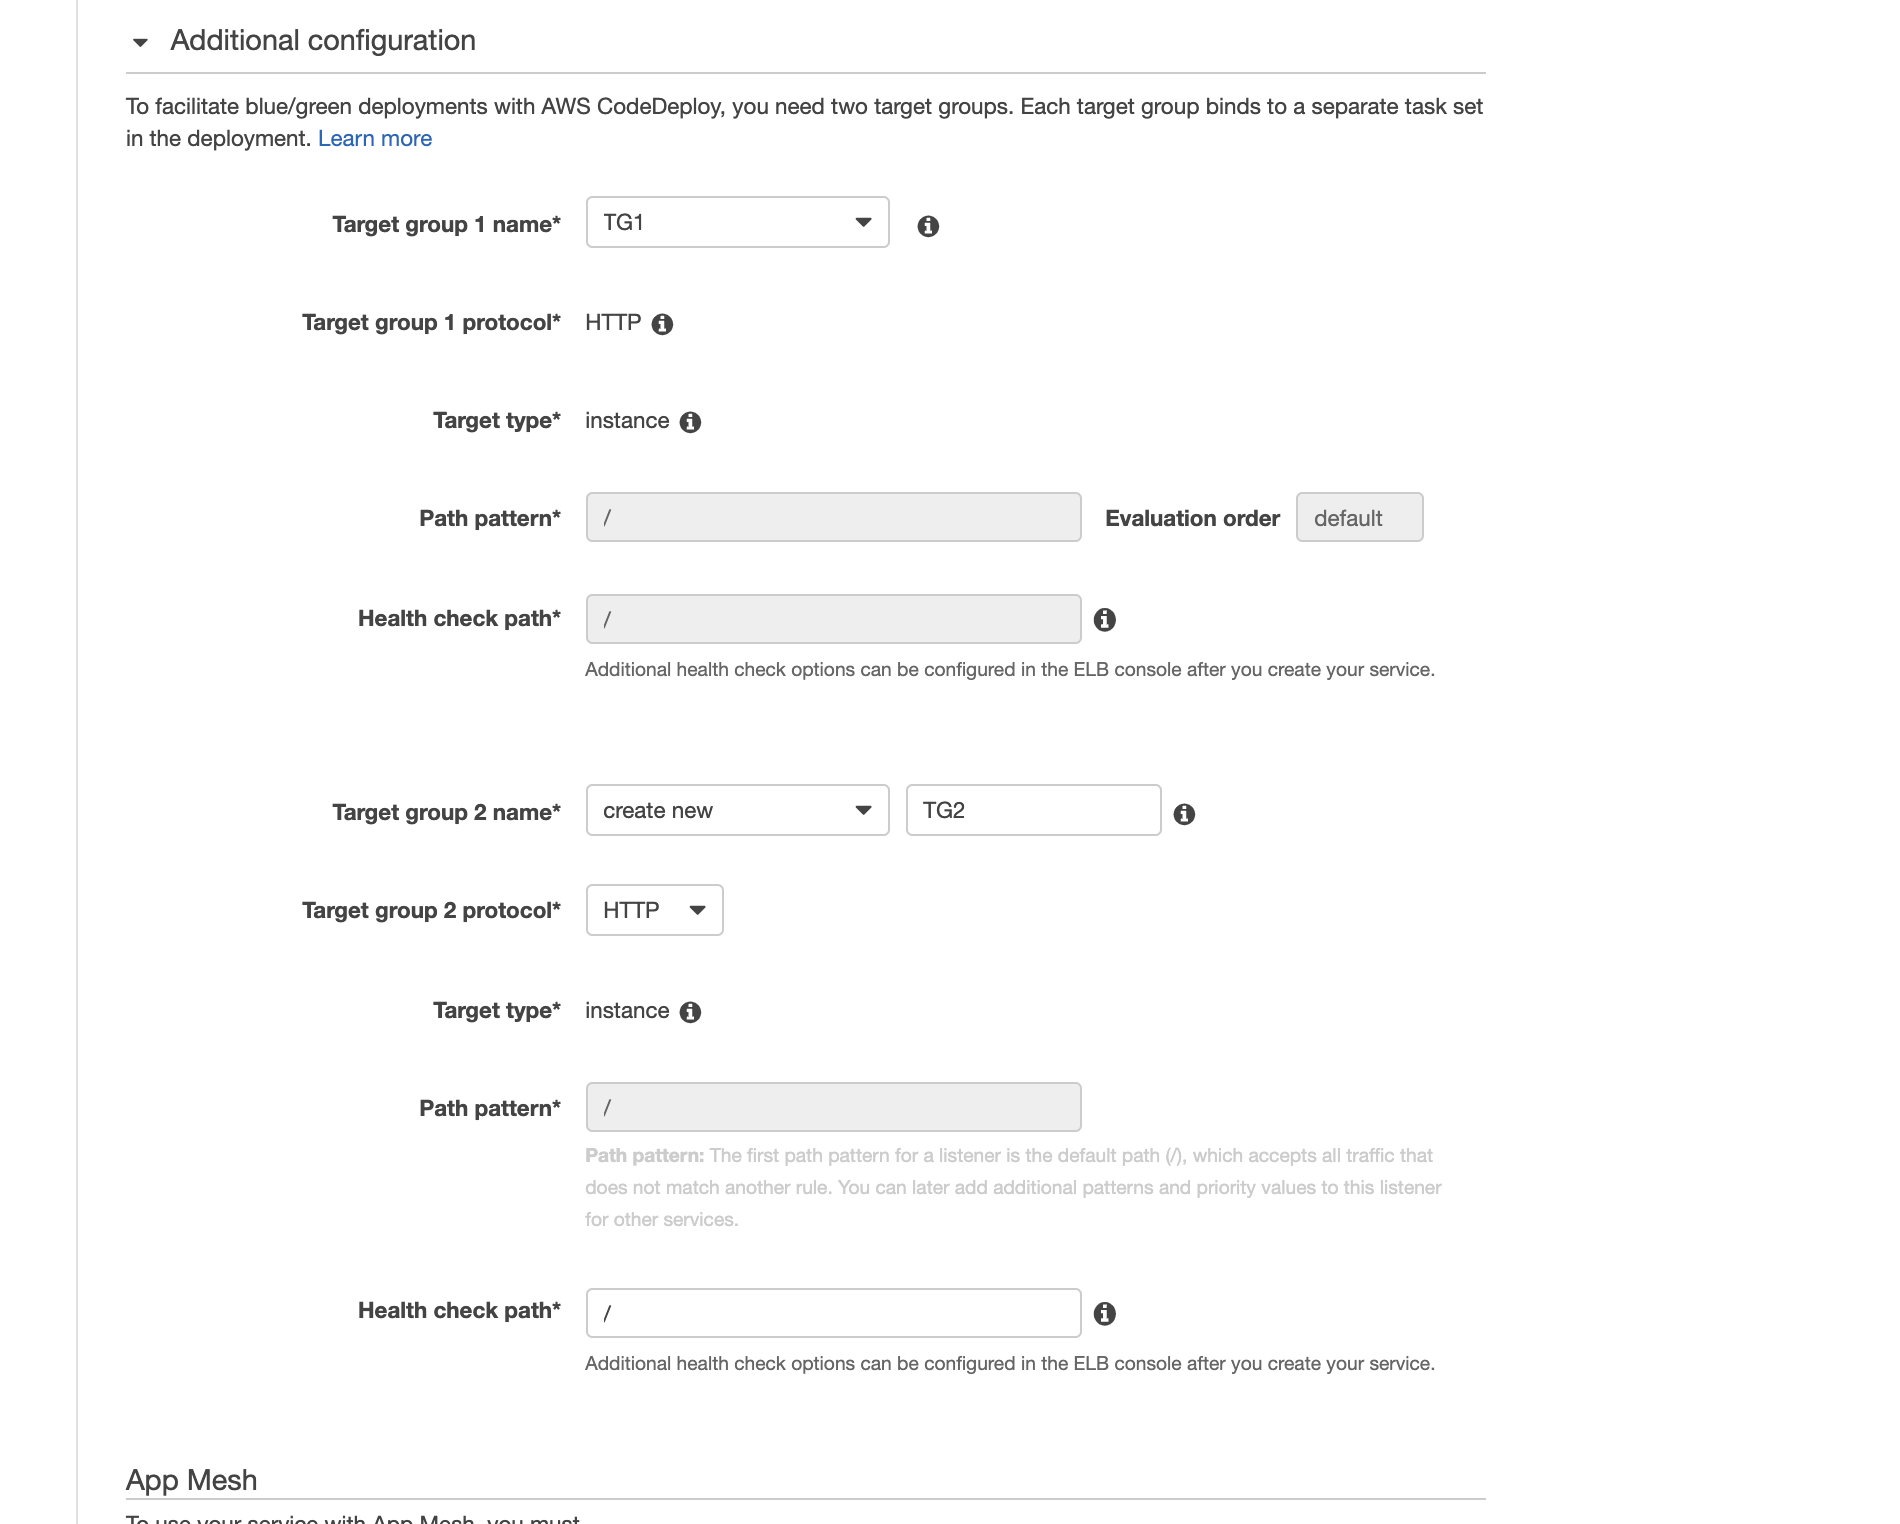 Additional configuration
To facilitate blue/green deployments with AWS CodeDeploy, you need two target groups. Each target group binds to a separate task set
in the deployment. Learn more
Target group 1 name* TG1
Target group 1 protocol* HTTP
Target type* instance
Path pattern* / Evaluation order default
Health check path* /
Additional health check options can be configured in the ELB console after you create your service.
Target group 2 name* create new TG2
Target group 2 protocol* HTTP
Target type* instance
Path pattern* /
Path pattern: The first path pattern for a listener is the default path (/), which accepts all traffic that
does not match another rule. You can later add additional patterns and priority values to this listener
for other services.
Health check path* /
Additional health check options can be configured in the ELB console after you create your service.
App Mesh
To use your service with App Mesh, you must